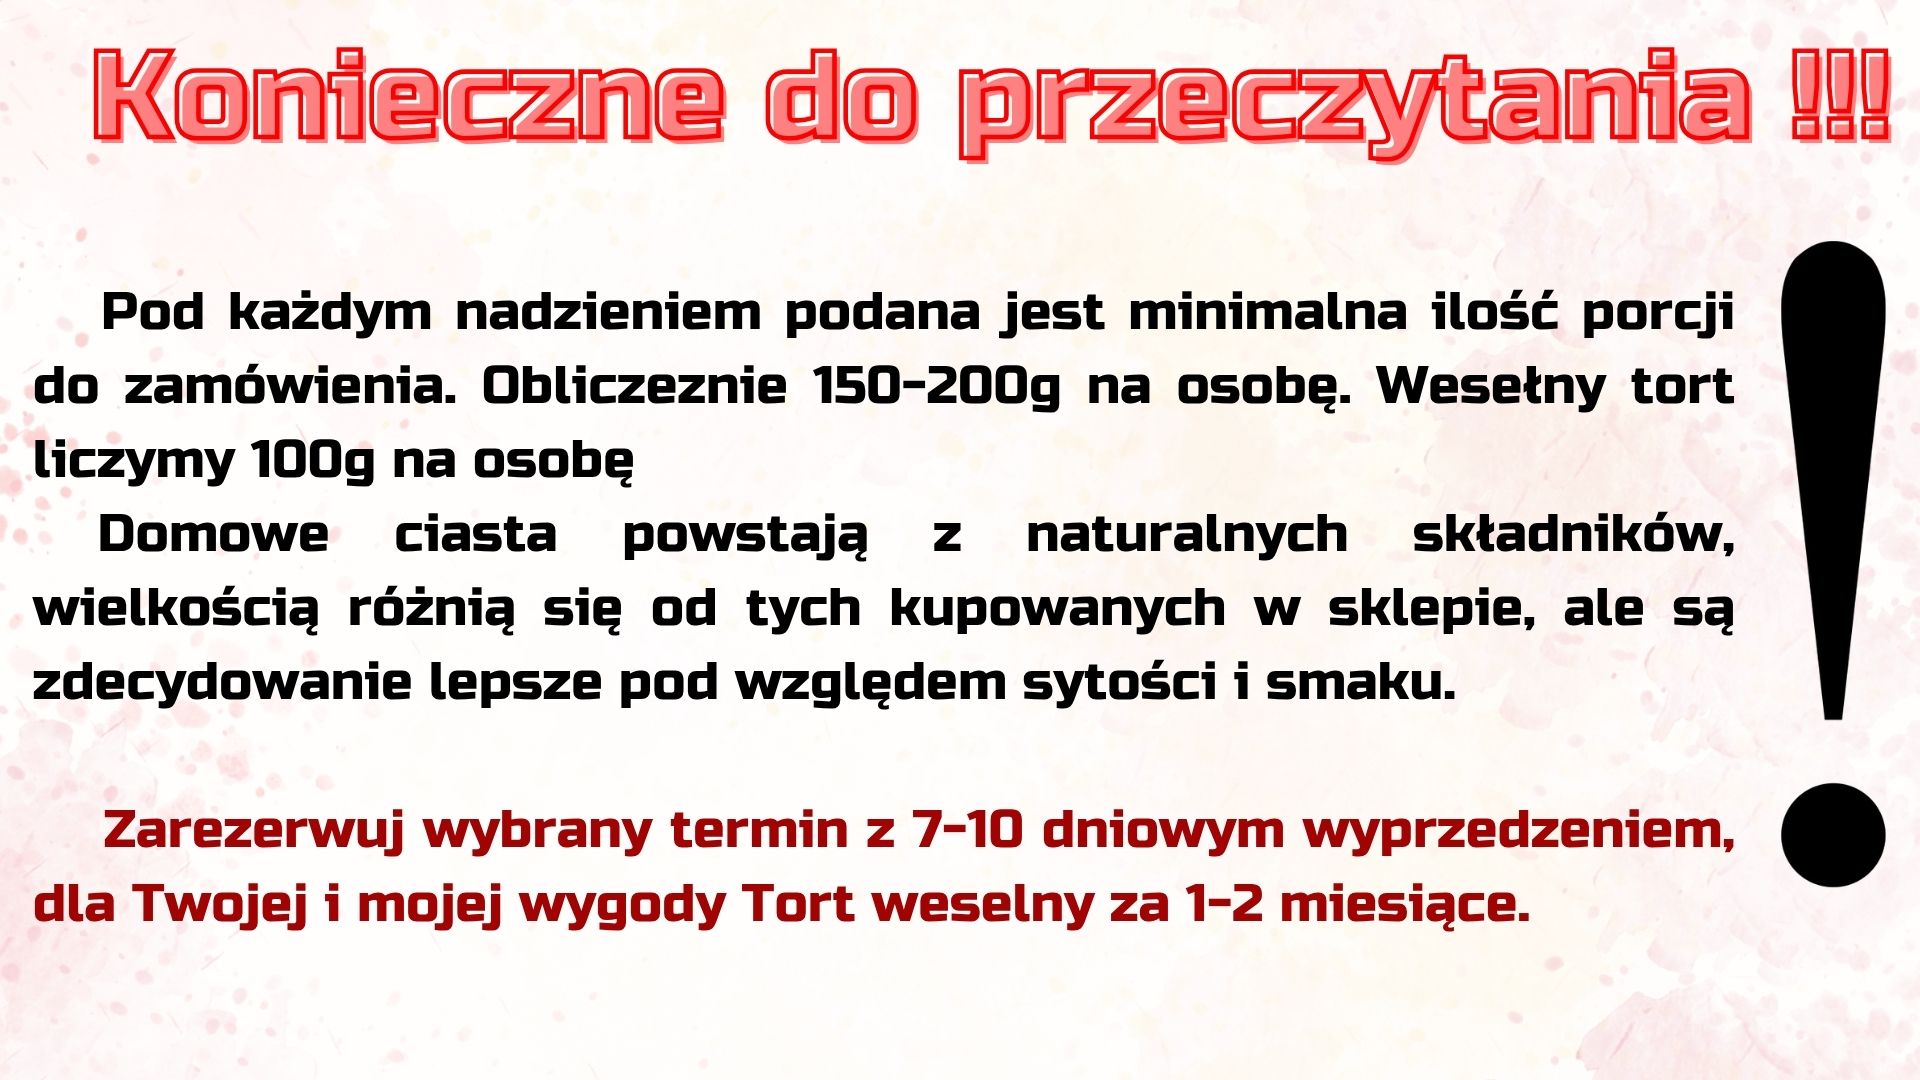 Konieczne do przeczytania !!!
Pod każdym nadzieniem podana jest minimalna ilość porcji
do zamówienia. Obliczeznie 150-200g na osobę. Wesełny tort
liczymy 100g na osobę
Domowe ciasta powstają z naturalnych składników,
wielkością różnią się od tych kupowanych w sklepie, ale są
zdecydowanie lepsze pod względem sytości i smaku.
Zarezerwuj wybrany termin z 7-10 dniowym wyprzedzeniem,
dla Twojej i mojej wygody Tort weselny za 1-2 miesiące.
!